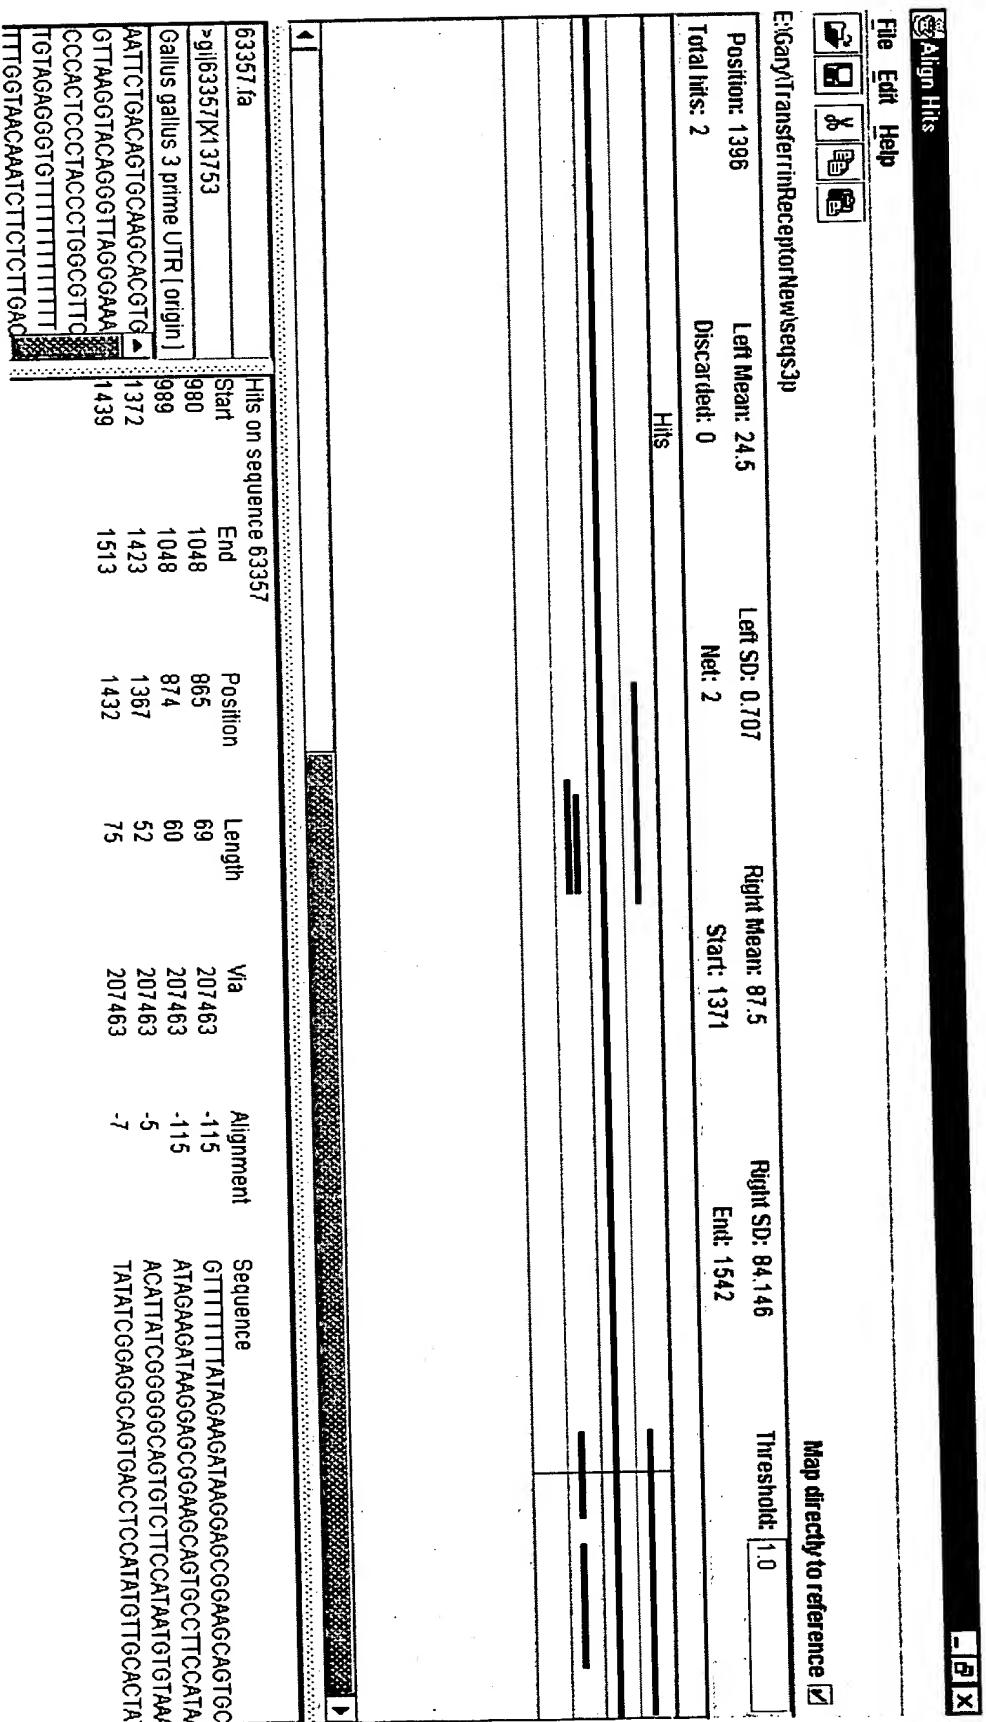 Align Hits
File Edit Help
E:\Gary\TransferrinReceptorNew\seqs3p
Map directly to reference
Position: 1396 Left Mean: 24.5 Left SD: 0.707 Right Mean: 87.5 Right SD: 84.146 Threshold: 1.0
Total hits: 2 Discarded: 0 Net: 2 Start: 1371 End: 1542
Hits
63357.fa
>gi|63357|X13753
Gallus gallus 3 prime UTR [ origin ]
AATTCTGACAGTGCAAGCACGTG
GTTAAGGTACAGGGTTAGGGAAA
CCCACTCCCTACCCTGGCGTTC
TGTAGAGGGTGTTTTTTTTTTTT
TTTGGTAACAAATCTTCTCTTGAC
Hits on sequence 63357
Start End Position Length Via Alignment Sequence
980 1048 865 69 207463 -115 GTTTTTTTATAGAAGATAAGGAGCGGAAGCAGTGC
989 1048 874 60 207463 -115 ATAGAAGATAAGGAGCGGAAGCAGTGCCTTCCATA
1372 1423 1367 52 207463 -5 ACATTATCGGGGGCAGTGTCTTCCATAATGTGTAAA
1439 1513 1432 75 207463 -7 TATATCGGAGGCAGTGACCTCCATATGTTGCACTA